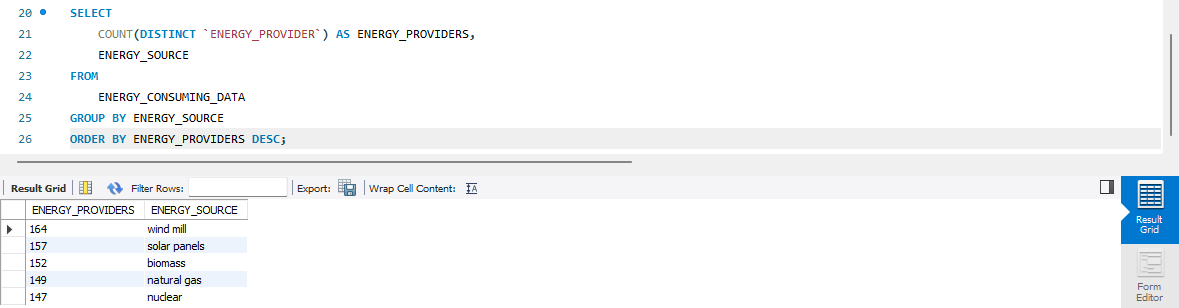 20 SELECT
21 COUNT(DISTINCT `ENERGY_PROVIDER`) AS ENERGY_PROVIDERS,
22 ENERGY_SOURCE
23 FROM
24 ENERGY_CONSUMING_DATA
25 GROUP BY ENERGY_SOURCE
26 ORDER BY ENERGY_PROVIDERS DESC;
Result Grid Filter Rows: Export: Wrap Cell Content:
ENERGY_PROVIDERS ENERGY_SOURCE
164 wind mill
157 solar panels
152 biomass
149 natural gas
147 nuclear
Result
Grid
Form
Editor